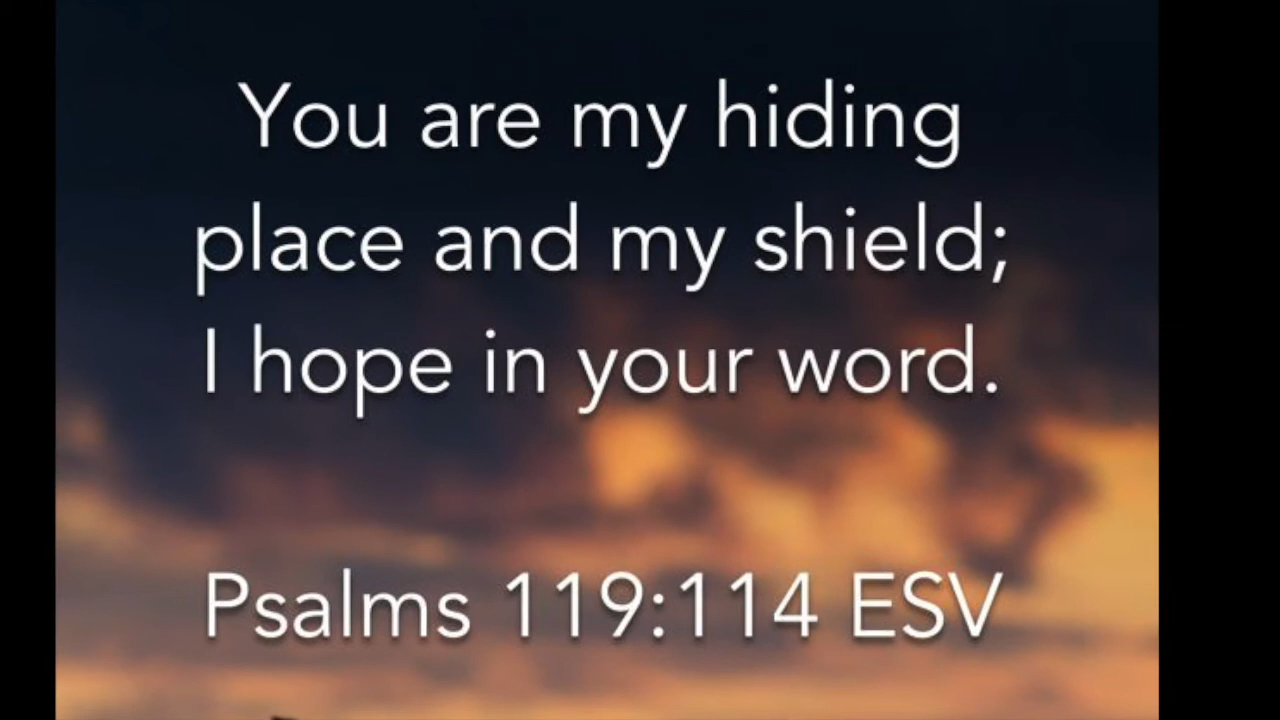 You are my hiding
place and my shield;
I hope in your word.
Psalms 119:114 ESV